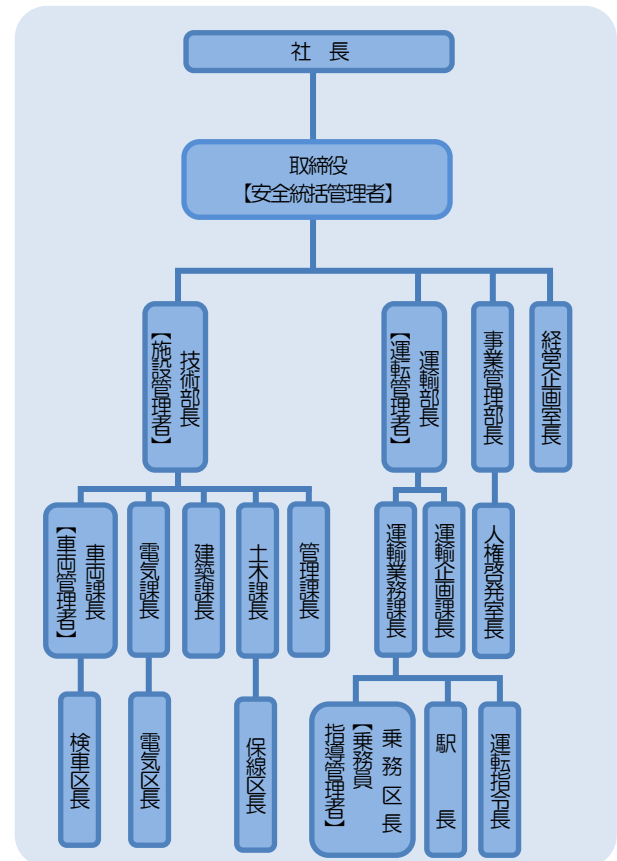 社　長
取締役
【安全統括管理者】
技術部長
【施設管理者】
運輸部長
【運転管理者】
事業管理部長
経営企画室長
車両課長
【車両管理者】
電気課長
建築課長
土木課長
管理課長
運輸業務課長
運輸企画課長
人権啓発室長
検車区長
電気区長
保線区長
乗務区長
【乗務員
指導管理者】
駅　長
運転指令長